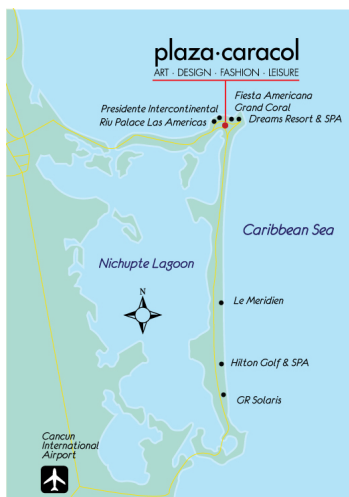 plaza·caracol
ART · DESIGN · FASHION · LEISURE
Fiesta Americana
Grand Coral
Presidente Intercontinental
Riu Palace Las Americas
Dreams Resort & SPA
Caribbean Sea
Nichupte Lagoon
N
Le Meridien
Hilton Golf & SPA
GR Solaris
Cancun
International
Airport